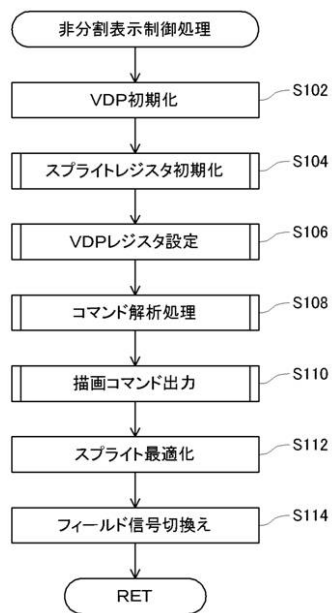 非分割表示制御処理
VDP初期化
S102
スプライトレジスタ初期化
S104
VDPレジスタ設定
S106
コマンド解析処理
S108
描画コマンド出力
S110
スプライト最適化
S112
フィールド信号切換え
S114
RET